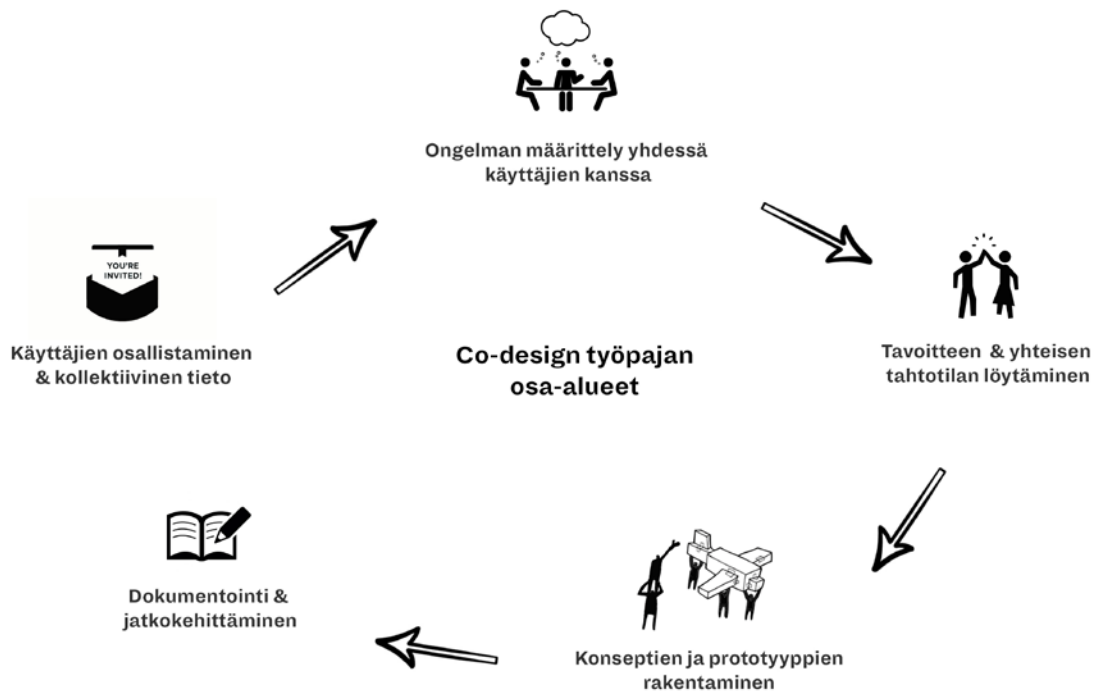 Ongelman määrittely yhdessä
käyttäjien kanssa
YOU'RE
INVITED!
Käyttäjien osallistaminen
& kollektiivinen tieto
Co-design työpajan
osa-alueet
Tavoitteen & yhteisen
tahtotilan löytäminen
Dokumentointi &
jatkokehittäminen
Konseptien ja prototyyppien
rakentaminen